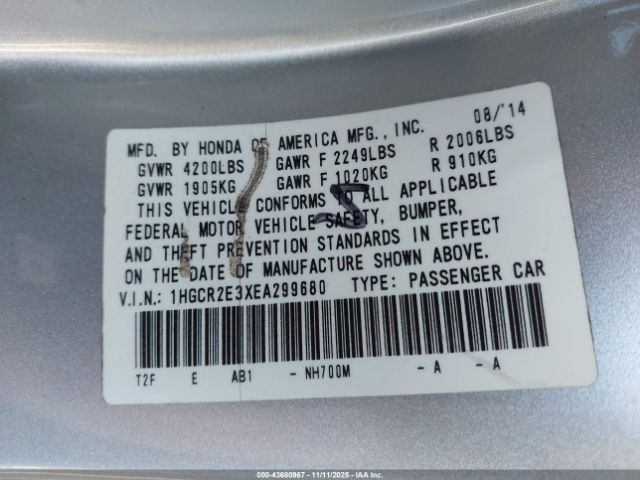 08/'14
MFD. BY HONDA OF AMERICA MFG., INC.
GVWR 4200LBS GAWR F 2249LBS R 2006LBS
GVWR 1905KG GAWR F 1020KG R 910KG
THIS VEHICLE CONFORMS TO ALL APPLICABLE
FEDERAL MOTOR VEHICLE SAFETY, BUMPER,
AND THEFT PREVENTION STANDARDS IN EFFECT
ON THE DATE OF MANUFACTURE SHOWN ABOVE.
V.I.N.: 1HGCR2E3XEA299680 TYPE: PASSENGER CAR
T2F E AB1 - NH700M - A - A
000-43680967 - 11/11/2025 - IAA Inc.